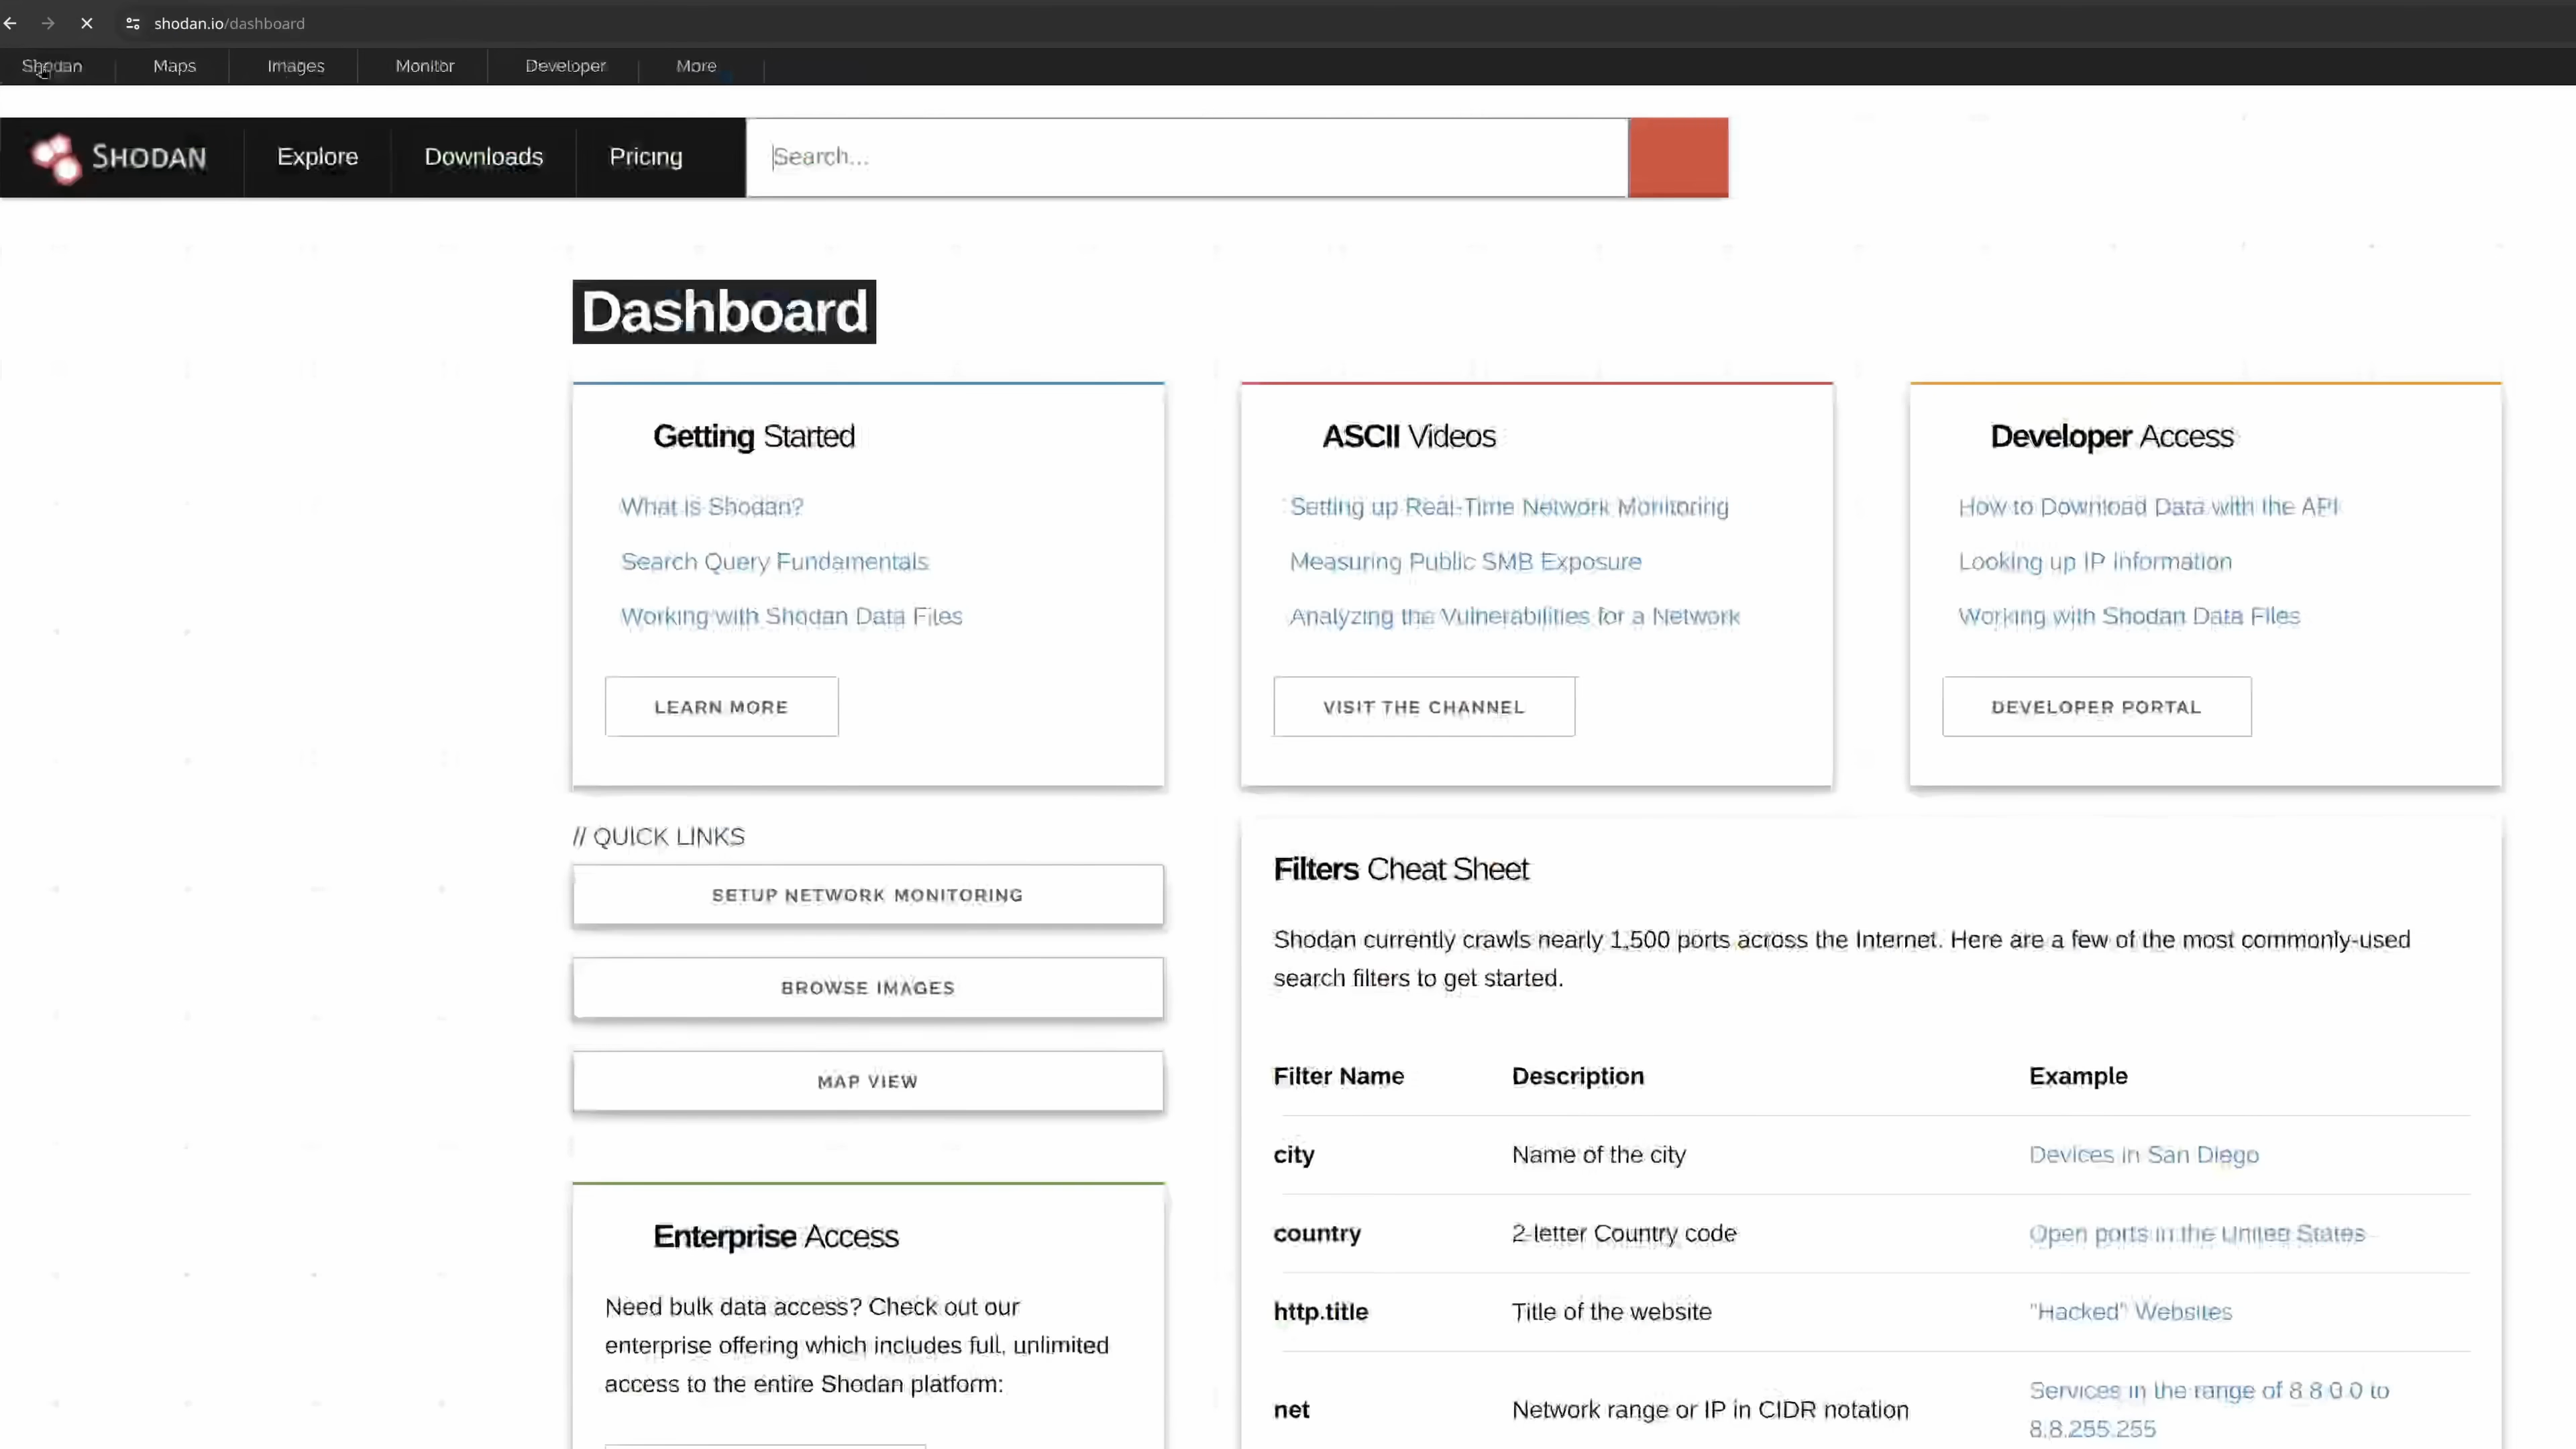 shodan.io/dashboard
Shodan Maps Images Monitor Developer More
SHODAN Explore Downloads Pricing Search...
Dashboard
Getting Started
What is Shodan?
Search Query Fundamentals
Working with Shodan Data Files
LEARN MORE
ASCII Videos
Setting up Real-Time Network Monitoring
Measuring Public SMB Exposure
Analyzing the Vulnerabilities for a Network
VISIT THE CHANNEL
Developer Access
How to Download Data with the API
Looking up IP Information
Working with Shodan Data Files
DEVELOPER PORTAL
// QUICK LINKS
SETUP NETWORK MONITORING
BROWSE IMAGES
MAP VIEW
Enterprise Access
Need bulk data access? Check out our
enterprise offering which includes full, unlimited
access to the entire Shodan platform:
Filters Cheat Sheet
Shodan currently crawls nearly 1,500 ports across the Internet. Here are a few of the most commonly-used
search filters to get started.
Filter Name Description Example
city Name of the city Devices in San Diego
country 2-letter Country code Open ports in the United States
http.title Title of the website "Hacked" Websites
net Network range or IP in CIDR notation Services in the range of 8.8.0.0 to
8.8.255.255